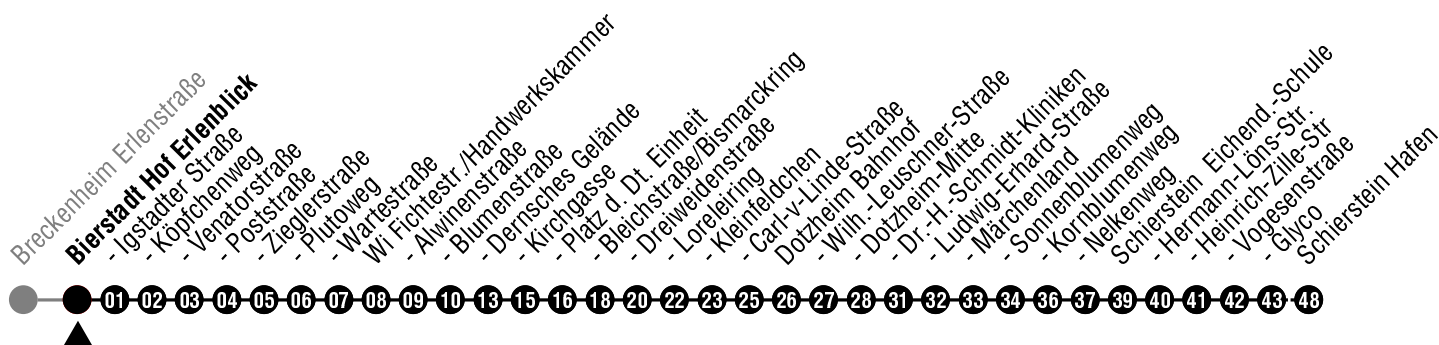 Breckenheim Erlenstraße
Bierstadt Hof Erlenblick
- Igstadter Straße
- Köpfchenweg
- Venatorstraße
- Poststraße
- Zieglerstraße
- Plutoweg
- Wartestraße
Wi Fichtestr./Handwerkskammer
- Alwinenstraße
- Blumenstraße
- Dernsches Gelände
- Kirchgasse
- Platz d. Dt. Einheit
- Bleichstraße/Bismarckring
- Dreiweidenstraße
- Loreleiring
- Kleinfeldchen
- Carl-v-Linde-Straße
Dotzheim Bahnhof
- Wilh.-Leuschner-Straße
- Dotzheim-Mitte
- Dr.-H.-Schmidt-Kliniken
- Ludwig-Erhard-Straße
- Märchenland
- Sonnenblumenweg
- Kornblumenweg
- Nelkenweg
Schierstein Eichend.-Schule
- Hermann-Löns-Str.
- Heinrich-Zille-Str
- Vogesenstraße
- Glyco
Schierstein Hafen
01 02 03 04 05 06 07 08 09 10 13 15 16 18 20 22 23 25 26 27 28 31 32 33 34 36 37 39 40 41 42 43 48